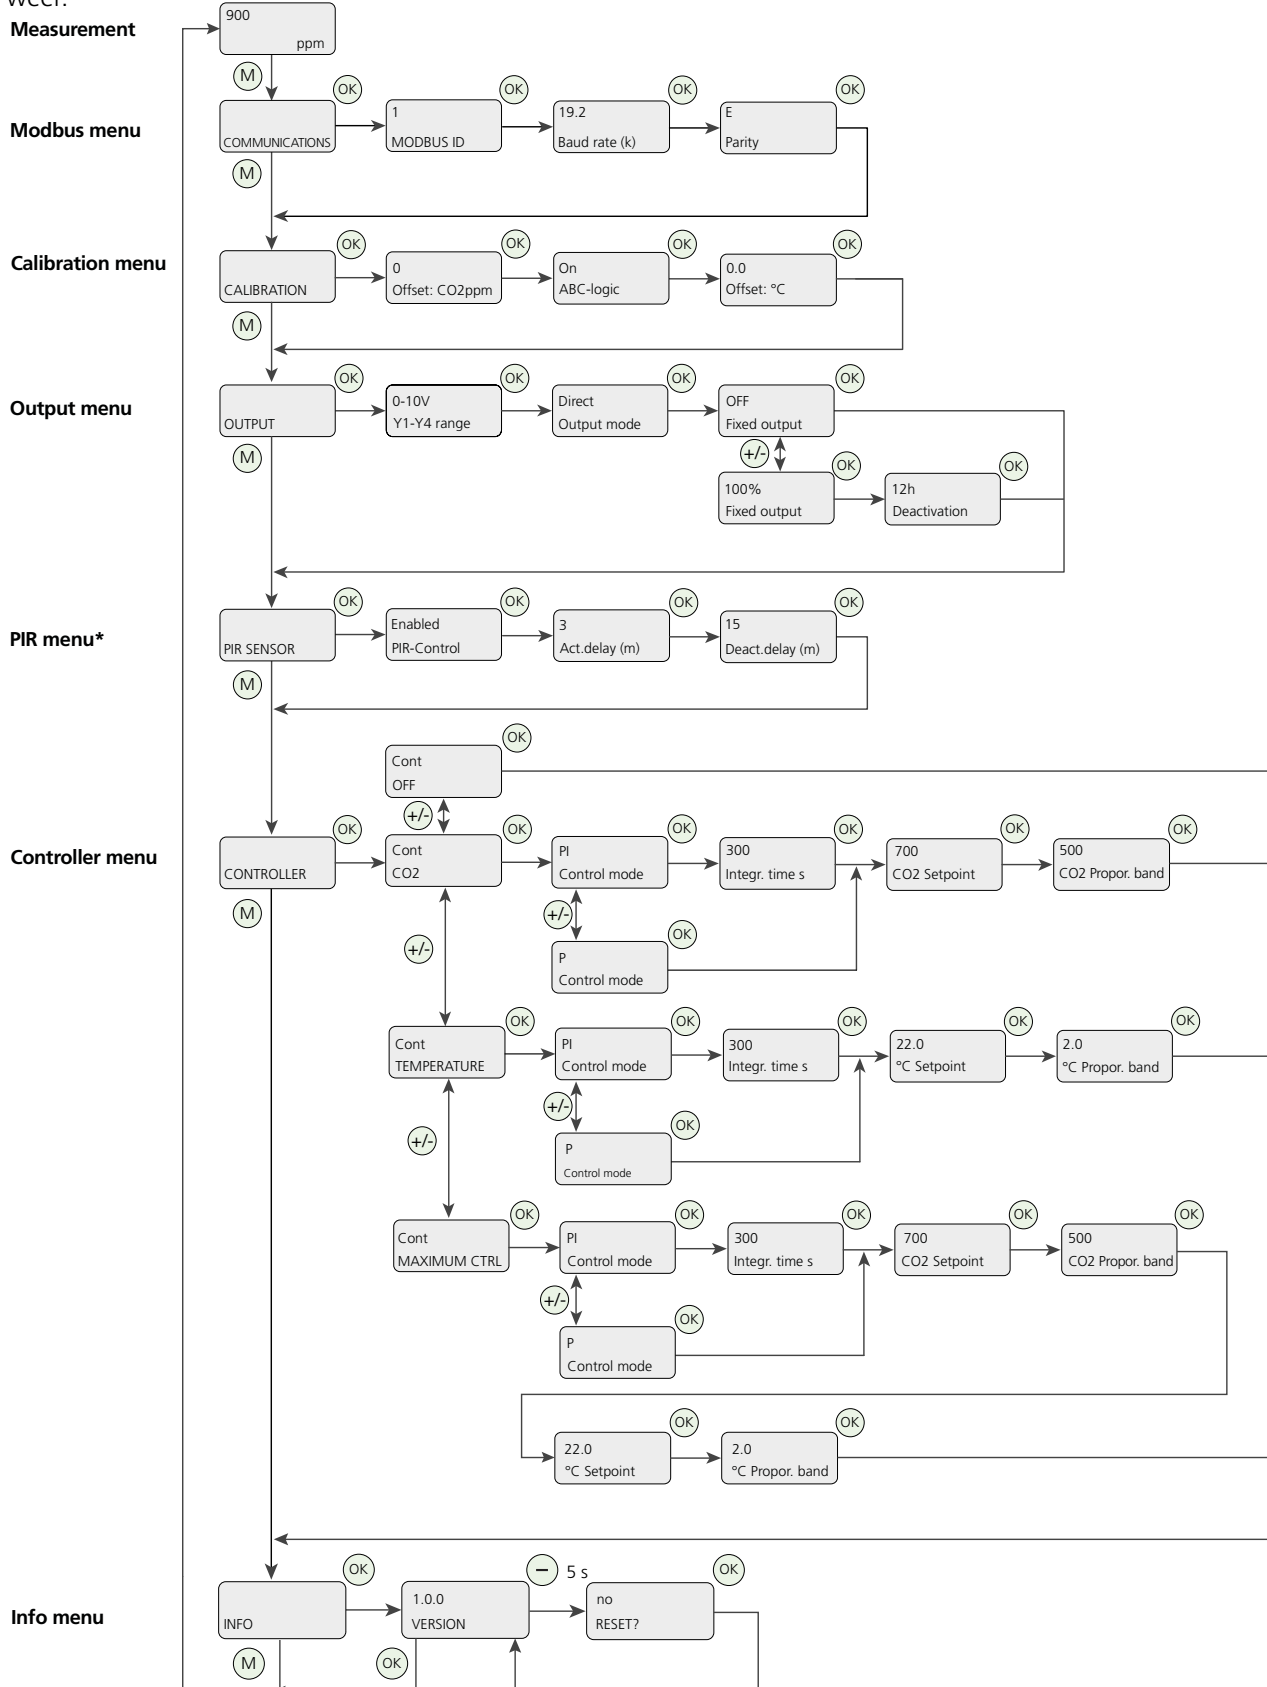 Measurement
900
ppm
M
OK
OK
OK
OK
Modbus menu
COMMUNICATIONS
1
MODBUS ID
19.2
Baud rate (k)
E
Parity
M
OK
OK
OK
OK
Calibration menu
CALIBRATION
0
Offset: CO2ppm
On
ABC-logic
0.0
Offset: °C
M
OK
OK
OK
OK
Output menu
OUTPUT
0-10V
Y1-Y4 range
Direct
Output mode
OFF
Fixed output
M
+/-
OK
OK
100%
Fixed output
12h
Deactivation
OK
OK
OK
OK
PIR menu*
PIR SENSOR
Enabled
PIR-Control
3
Act.delay (m)
15
Deact.delay (m)
M
OK
Cont
OFF
+/-
OK
OK
OK
OK
OK
OK
Controller menu
CONTROLLER
Cont
CO2
PI
Control mode
300
Integr. time s
700
CO2 Setpoint
500
CO2 Propor. band
M
+/-
+/-
OK
P
Control mode
OK
OK
OK
OK
OK
Cont
TEMPERATURE
PI
Control mode
300
Integr. time s
22.0
°C Setpoint
2.0
°C Propor. band
+/-
+/-
OK
P
Control mode
OK
OK
OK
OK
OK
Cont
MAXIMUM CTRL
PI
Control mode
300
Integr. time s
700
CO2 Setpoint
500
CO2 Propor. band
+/-
OK
P
Control mode
OK
OK
22.0
°C Setpoint
2.0
°C Propor. band
OK
− 5 s
OK
Info menu
INFO
1.0.0
VERSION
no
RESET?
M
OK